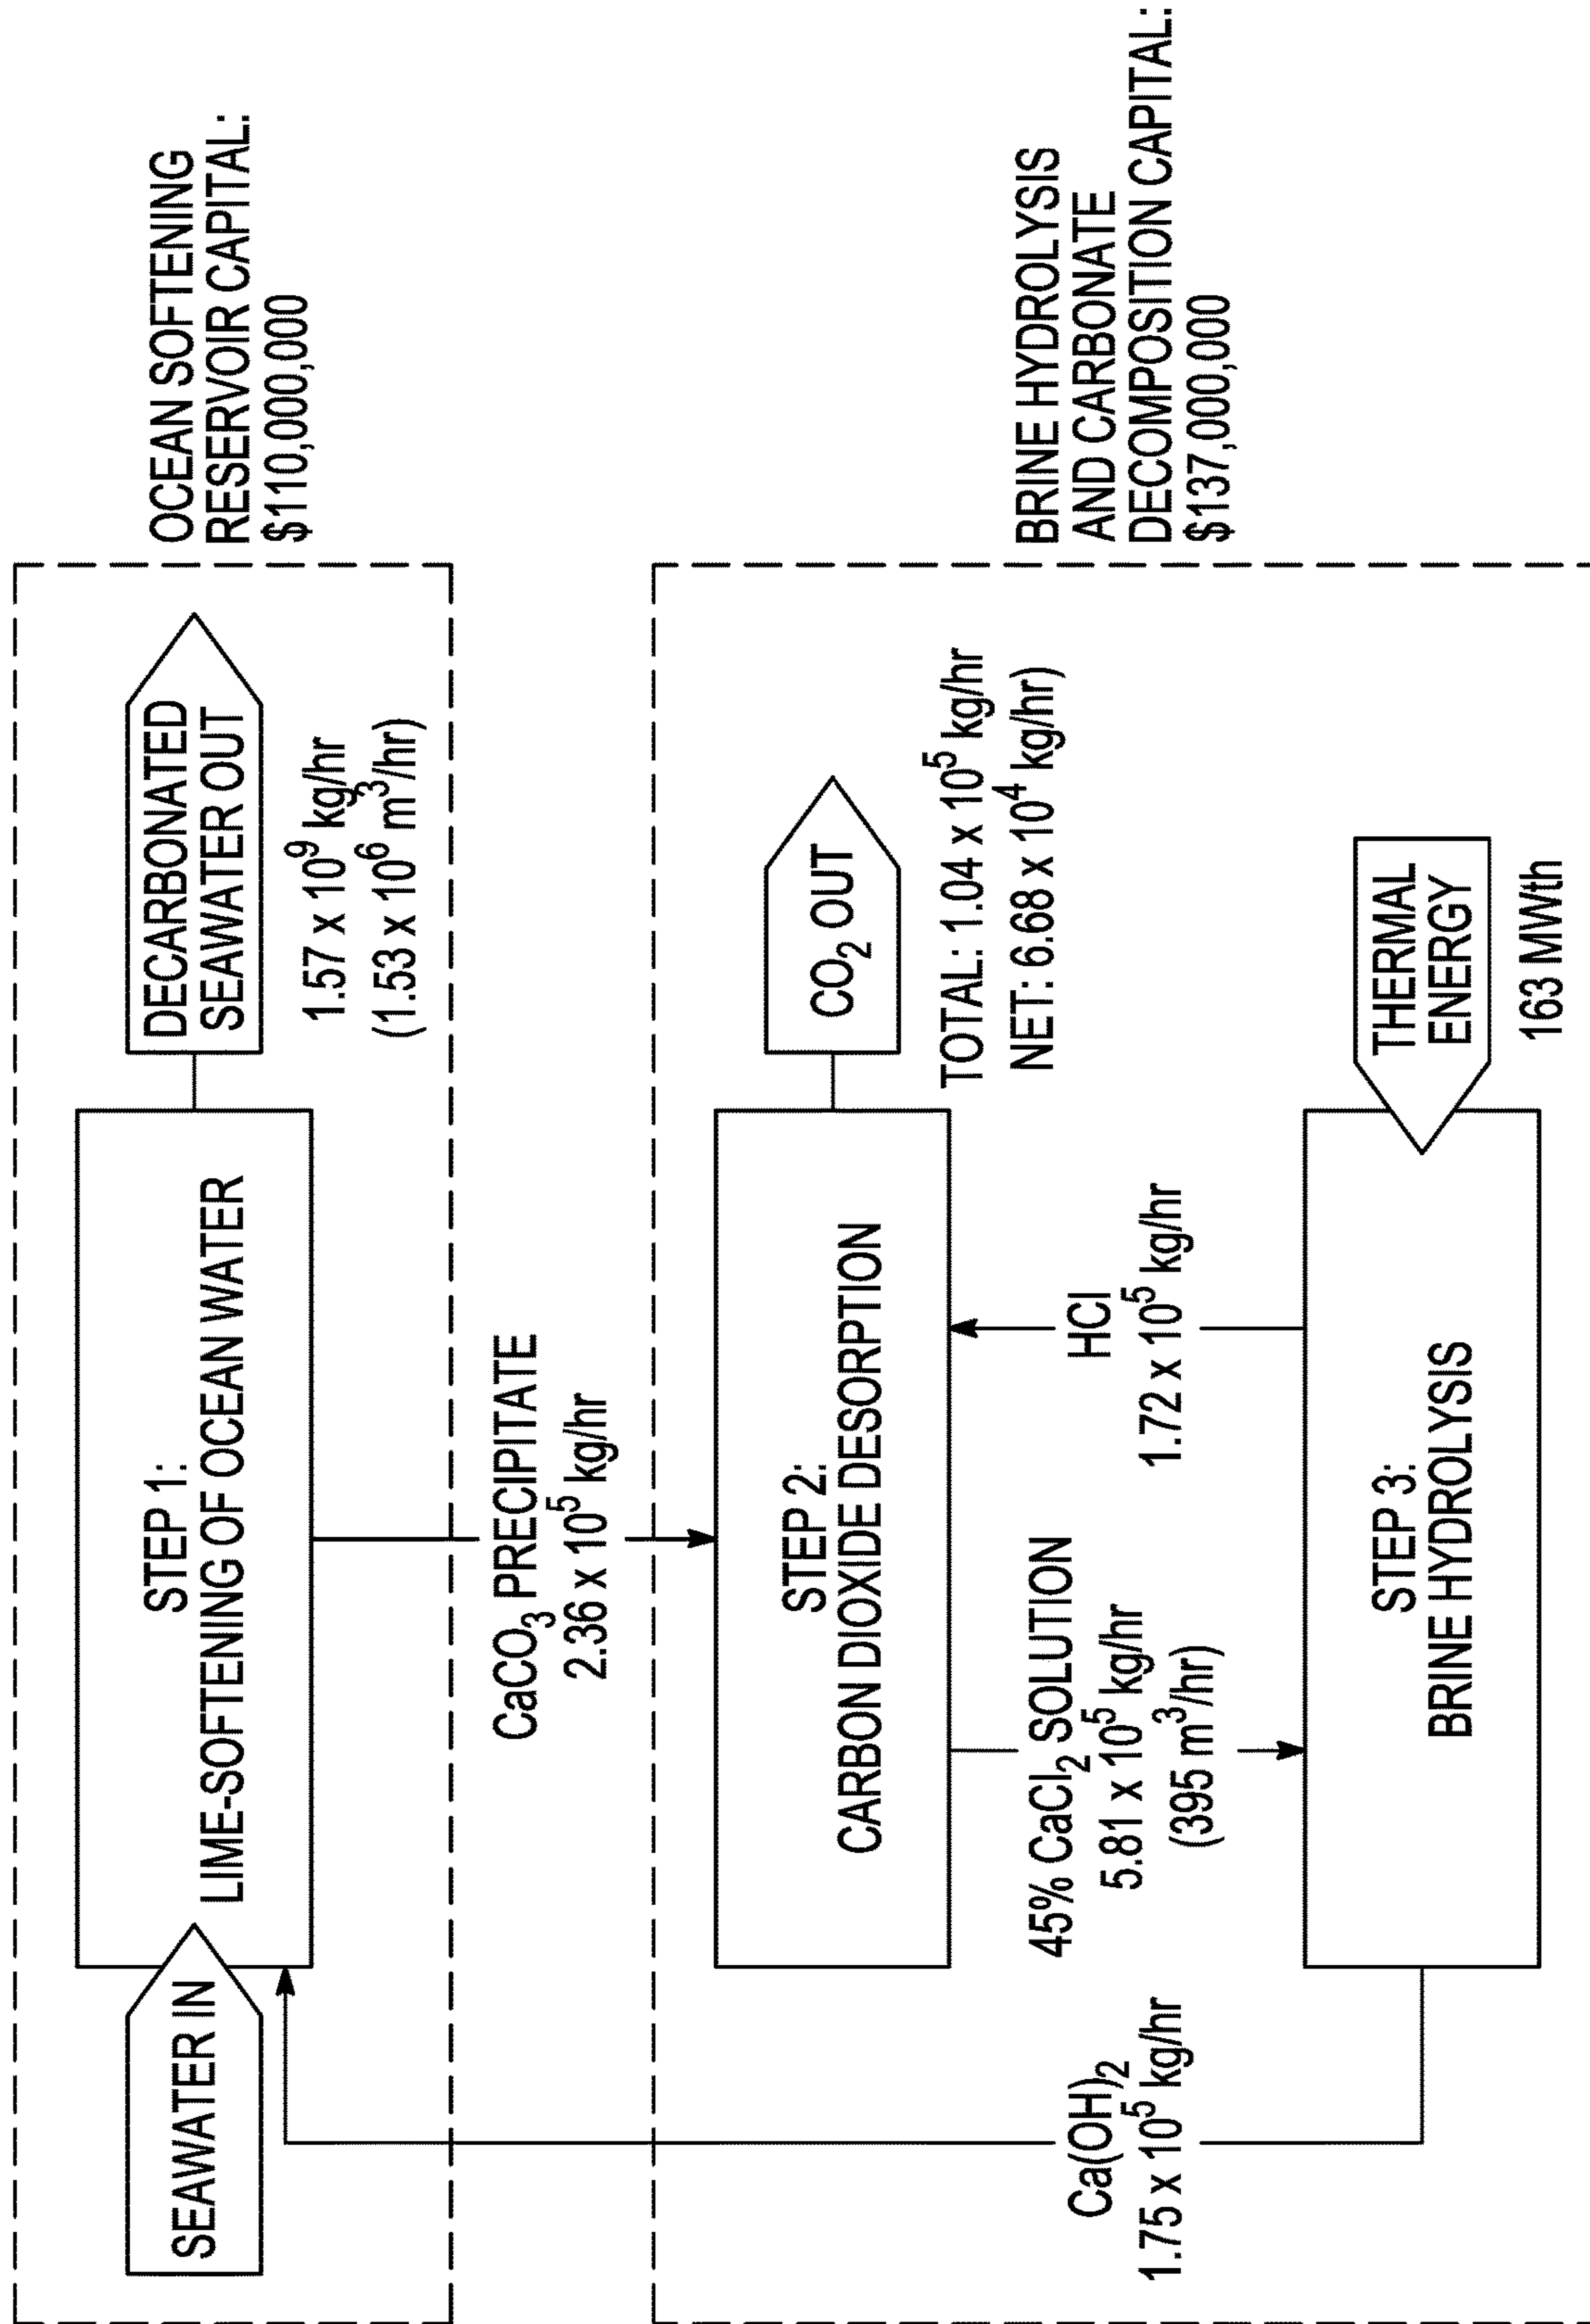 SEAWATER IN
STEP 1:
LIME-SOFTENING OF OCEAN WATER
DECARBONATED
SEAWATER OUT
1.57 x 10⁹ kg/hr
(1.53 x 10⁶ m³/hr)
OCEAN SOFTENING
RESERVOIR CAPITAL:
$110,000,000
CaCO₃ PRECIPITATE
2.36 x 10⁵ kg/hr
STEP 2:
CARBON DIOXIDE DESORPTION
CO₂ OUT
TOTAL: 1.04 x 10⁵ kg/hr
NET: 6.68 x 10⁴ kg/hr)
BRINE HYDROLYSIS
AND CARBONATE
DECOMPOSITION CAPITAL:
$137,000,000
Ca(OH)₂
1.75 x 10⁵ kg/hr
45% CaCl₂ SOLUTION
5.81 x 10⁵ kg/hr
(395 m³/hr)
HCl
1.72 x 10⁵ kg/hr
STEP 3:
BRINE HYDROLYSIS
THERMAL
ENERGY
163 MWth